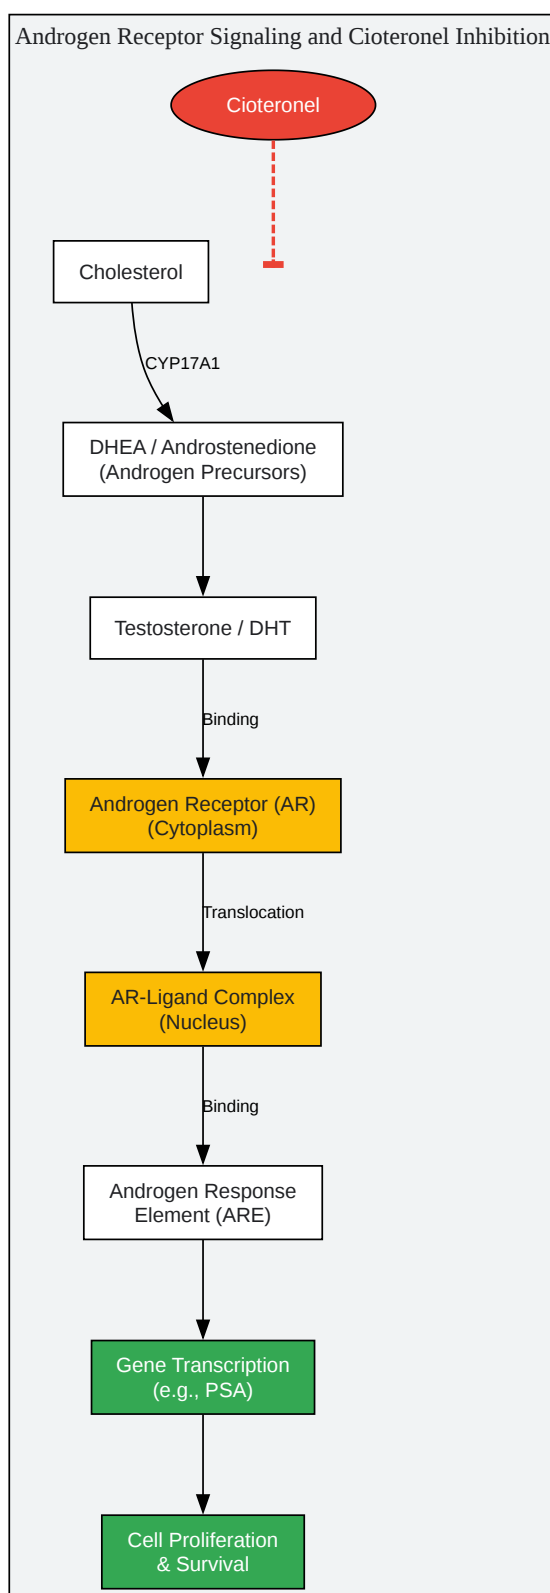 Androgen Receptor Signaling and Cioteronel Inhibition
Cioteronel
Cholesterol
CYP17A1
DHEA / Androstenedione
(Androgen Precursors)
Testosterone / DHT
Binding
Androgen Receptor (AR)
(Cytoplasm)
Translocation
AR-Ligand Complex
(Nucleus)
Binding
Androgen Response
Element (ARE)
Gene Transcription
(e.g., PSA)
Cell Proliferation
& Survival